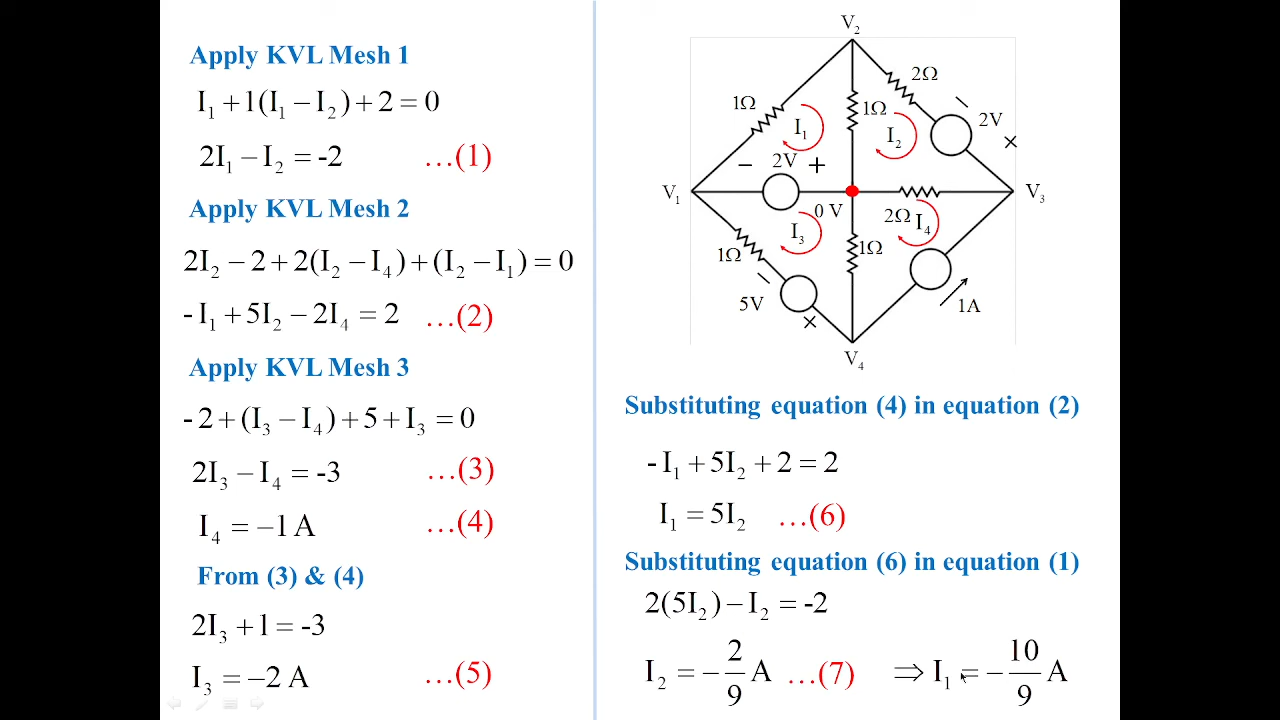 Apply KVL Mesh 1
I₁ + 1(I₁ − I₂) + 2 = 0
2I₁ − I₂ = -2 …(1)
Apply KVL Mesh 2
2I₂ − 2 + 2(I₂ − I₄) + (I₂ − I₁) = 0
- I₁ + 5I₂ − 2I₄ = 2 …(2)
Apply KVL Mesh 3
- 2 + (I₃ − I₄) + 5 + I₃ = 0
2I₃ − I₄ = -3 …(3)
I₄ = −1 A …(4)
From (3) & (4)
2I₃ + 1 = -3
I₃ = −2 A …(5)
V₂
2Ω
1Ω
1Ω
2V
I₁
I₂
− 2V +
V₁
V₃
0 V
2Ω
I₄
I₃
1Ω
1Ω
5V
1A
V₄
Substituting equation (4) in equation (2)
- I₁ + 5I₂ + 2 = 2
I₁ = 5I₂ …(6)
Substituting equation (6) in equation (1)
2(5I₂) − I₂ = -2
I₂ = − 2/9 A …(7) ⇒ I₁ = − 10/9 A